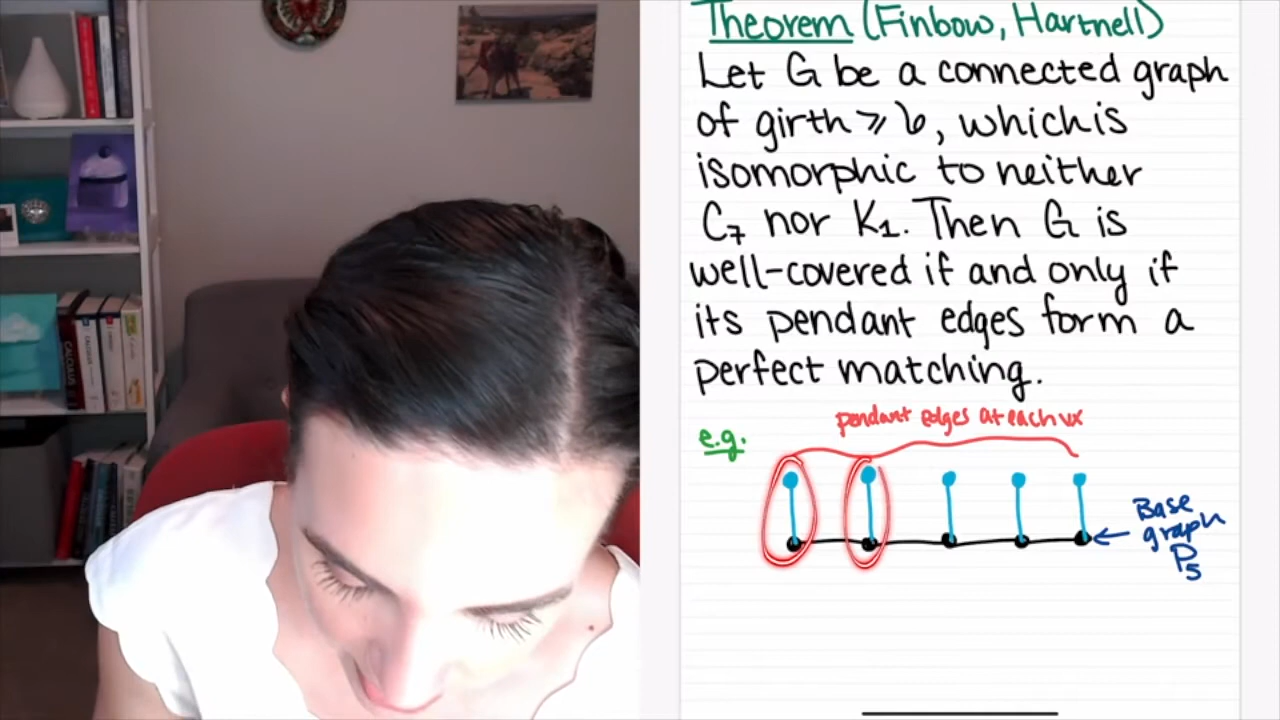 Theorem (Finbow, Hartnell)
Let G be a connected graph
of girth ⩾ 6, which is
isomorphic to neither
C₇ nor K₁. Then G is
well-covered if and only if
its pendant edges form a
perfect matching.
pendant edges at each vx
e.g.
Base
graph
P₅
CALCULUS